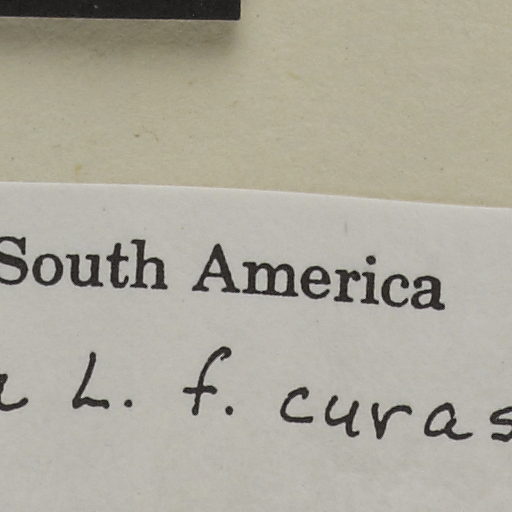 South America
a L. f. curas